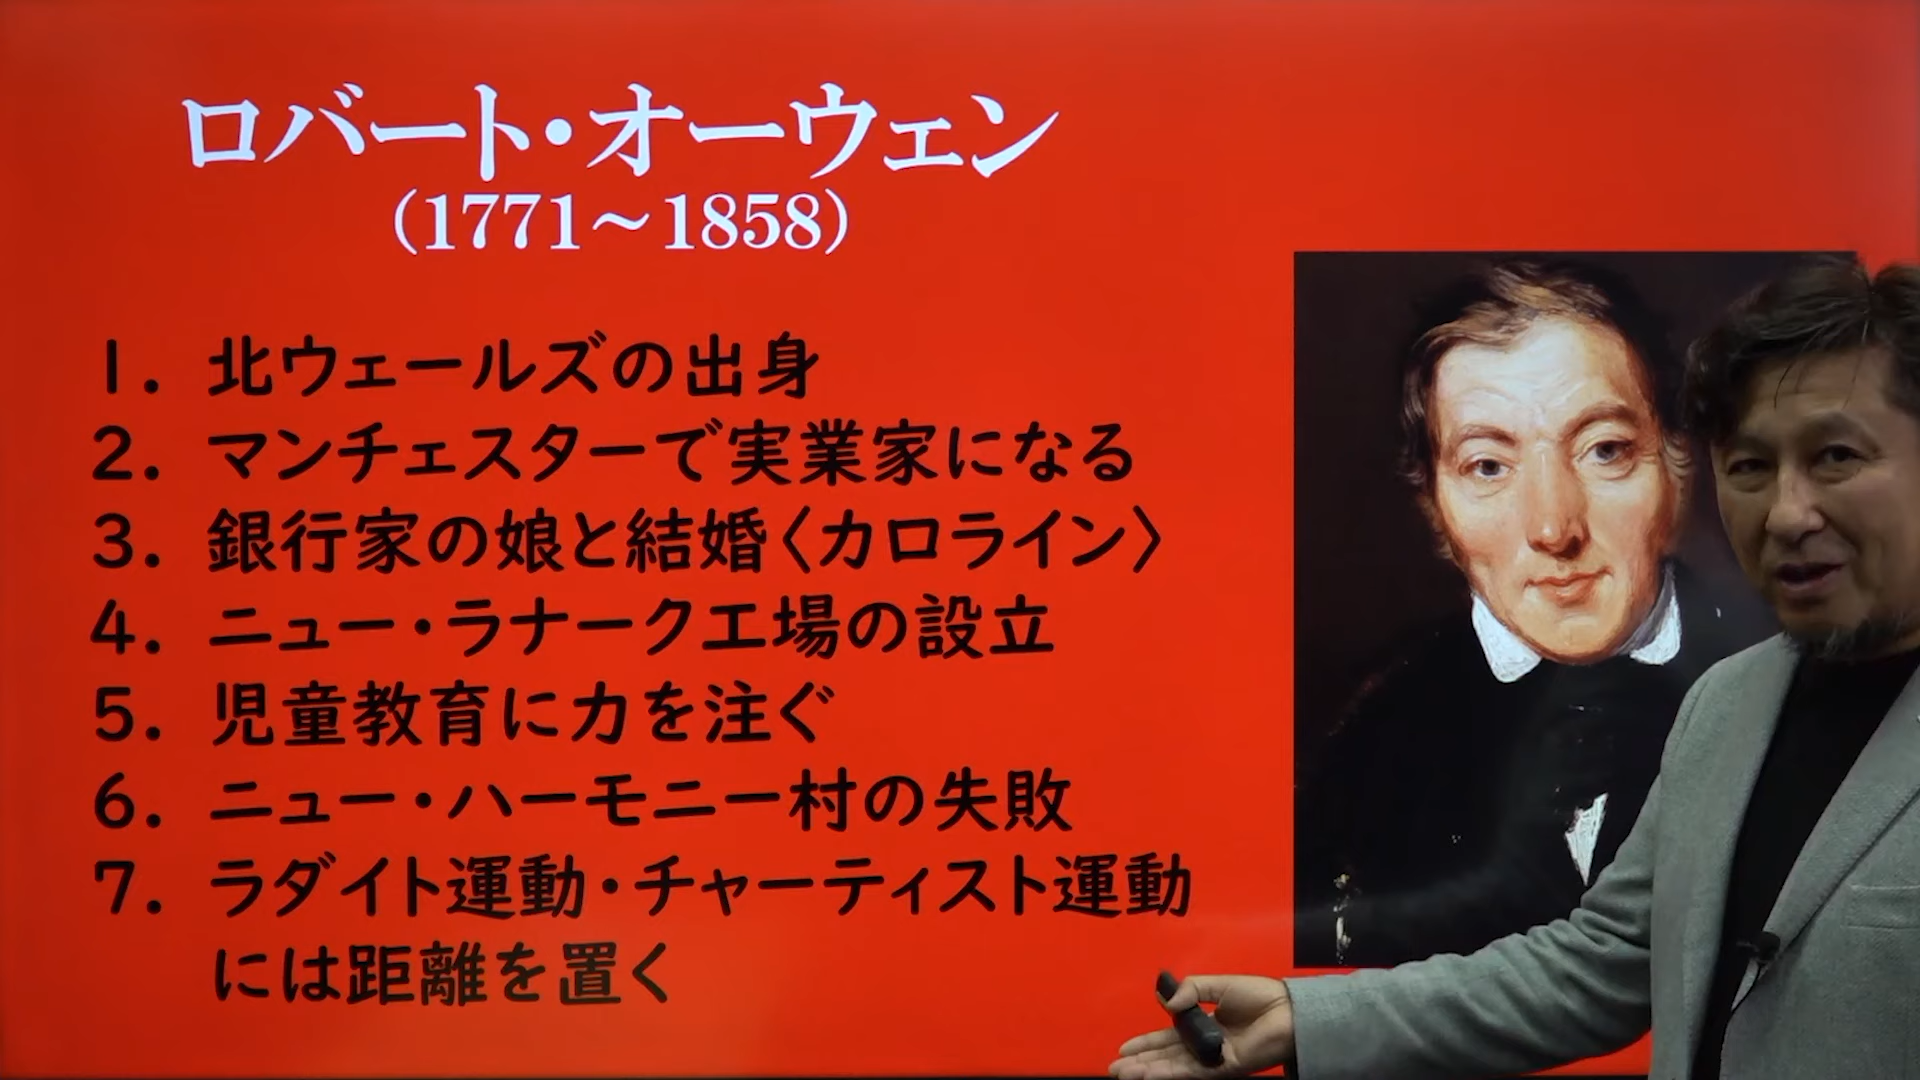 ロバート・オーウェン
（1771～1858）
1. 北ウェールズの出身
2. マンチェスターで実業家になる
3. 銀行家の娘と結婚〈カロライン〉
4. ニュー・ラナーク工場の設立
5. 児童教育に力を注ぐ
6. ニュー・ハーモニー村の失敗
7. ラダイト運動・チャーティスト運動
には距離を置く